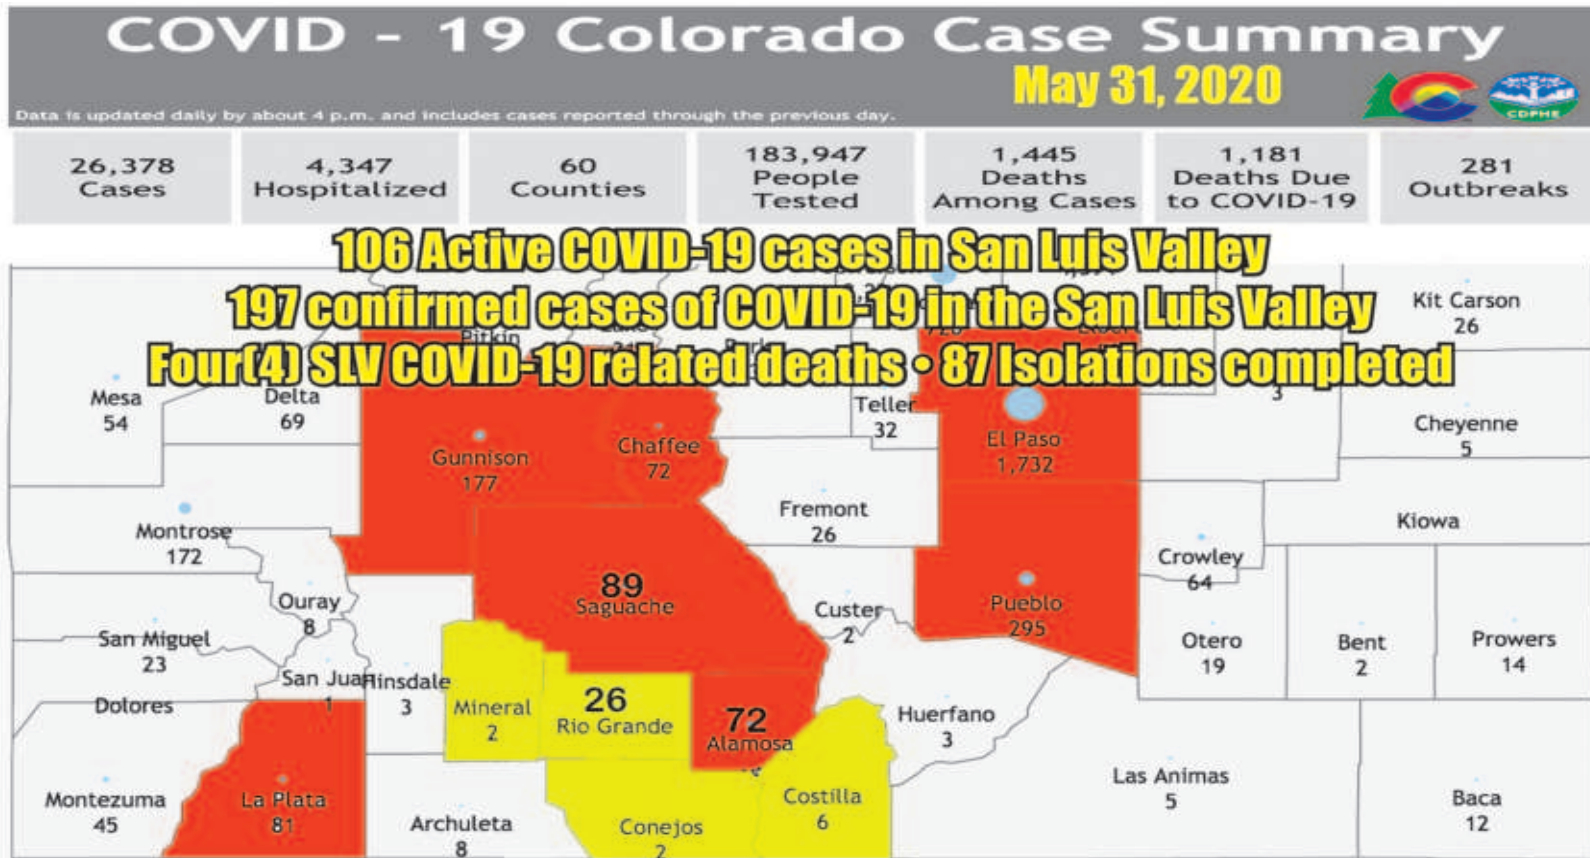 COVID - 19 Colorado Case Summary
May 31, 2020
Data is updated daily by about 4 p.m. and includes cases reported through the previous day.
CDPHE
26,378
Cases
4,347
Hospitalized
60
Counties
183,947
People
Tested
1,445
Deaths
Among Cases
1,181
Deaths Due
to COVID-19
281
Outbreaks
106 Active COVID-19 cases in San Luis Valley
197 confirmed cases of COVID-19 in the San Luis Valley
Four(4) SLV COVID-19 related deaths • 87 Isolations completed
Kit Carson
26
Pitkin
Mesa
54
Delta
69
Teller
32
3
Cheyenne
5
Gunnison
177
Chaffee
72
El Paso
1,732
Montrose
172
Fremont
26
Kiowa
Crowley
64
89
Saguache
Ouray
8
Custer
2
Pueblo
295
San Miguel
23
Otero
19
Bent
2
Prowers
14
San Juan
1
Hinsdale
3
Dolores
Mineral
2
26
Rio Grande
72
Alamosa
Huerfano
3
Montezuma
45
La Plata
81
Archuleta
8
Conejos
2
Costilla
6
Las Animas
5
Baca
12